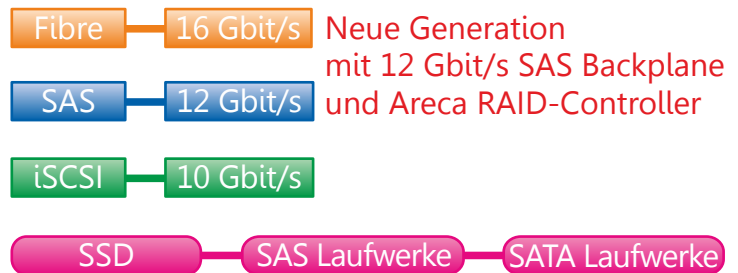 Fibre 16 Gbit/s Neue Generation
mit 12 Gbit/s SAS Backplane
SAS 12 Gbit/s und Areca RAID-Controller
iSCSI 10 Gbit/s
SSD SAS Laufwerke SATA Laufwerke